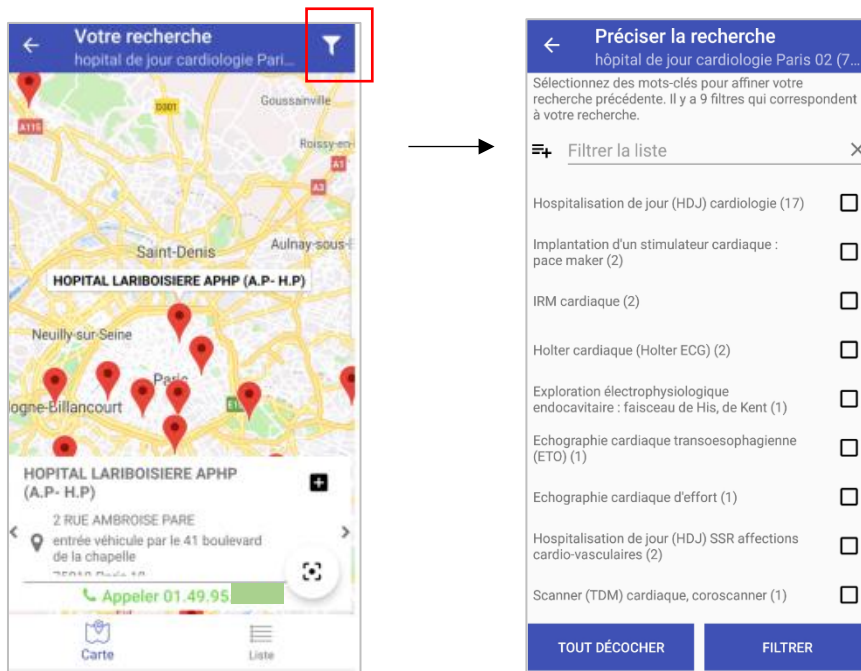 Votre recherche
hopital de jour cardiologie Pari...
D301
Goussainville
A115
Roissy-en-
A1
A3
Saint-Denis
Aulnay-sous-
HOPITAL LARIBOISIERE APHP (A.P- H.P)
Neuilly-sur-Seine
Paris
logne-Billancourt
HOPITAL LARIBOISIERE APHP
(A.P- H.P)
2 RUE AMBROISE PARE
entrée véhicule par le 41 boulevard
de la chapelle
Appeler 01.49.95
Carte
Liste
Préciser la recherche
hôpital de jour cardiologie Paris 02 (7...
Sélectionnez des mots-clés pour affiner votre
recherche précédente. Il y a 9 filtres qui correspondent
à votre recherche.
Filtrer la liste
Hospitalisation de jour (HDJ) cardiologie (17)
Implantation d'un stimulateur cardiaque :
pace maker (2)
IRM cardiaque (2)
Holter cardiaque (Holter ECG) (2)
Exploration électrophysiologique
endocavitaire : faisceau de His, de Kent (1)
Echographie cardiaque transoesophagienne
(ETO) (1)
Echographie cardiaque d'effort (1)
Hospitalisation de jour (HDJ) SSR affections
cardio-vasculaires (2)
Scanner (TDM) cardiaque, coroscanner (1)
TOUT DÉCOCHER
FILTRER